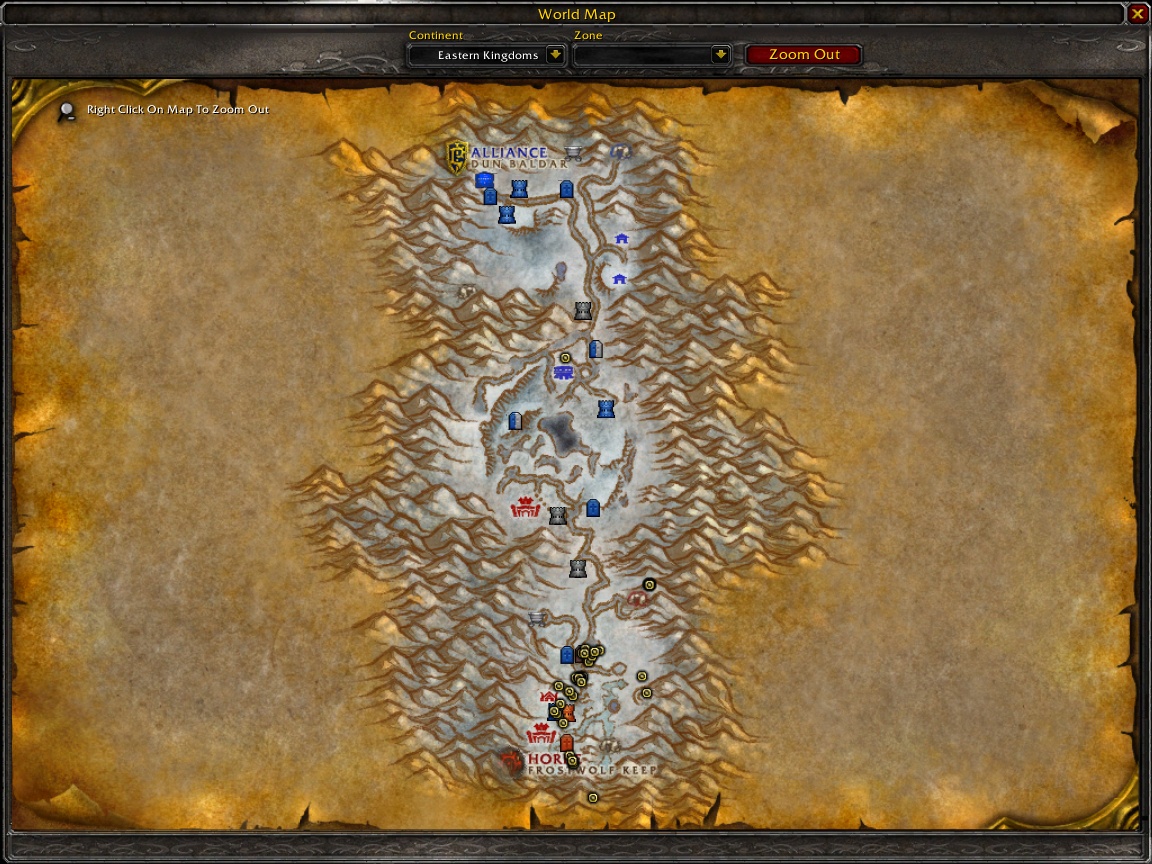 World Map
Continent
Zone
Eastern Kingdoms
Zoom Out
Right Click On Map To Zoom Out
ALLIANCE
DUN BALDAR
FROSTWOLF KEEP